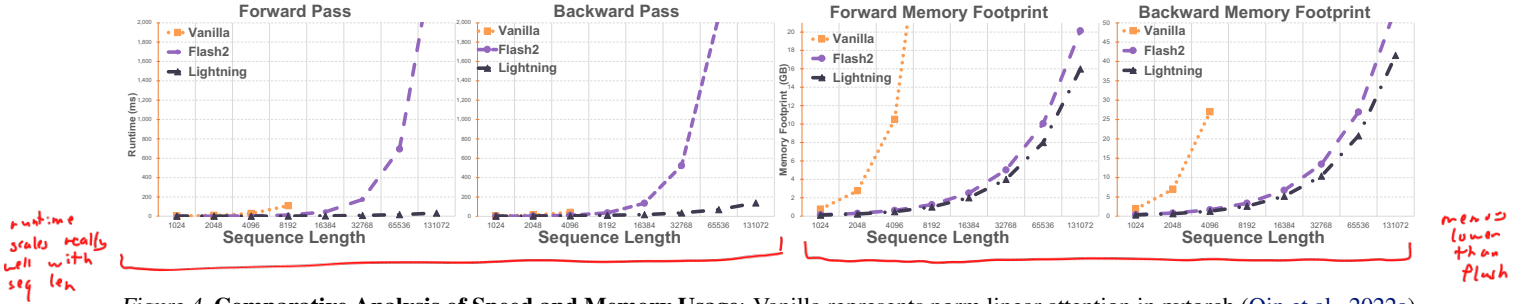 Forward Pass
Backward Pass
Forward Memory Footprint
Backward Memory Footprint
2,000
1,800
1,600
1,400
1,200
1,000
800
600
400
200
0
Runtime (ms)
Vanilla
Flash2
Lightning
1024 2048 4096 8192 16384 32768 65536 131072
Sequence Length
2,000
1,800
1,600
1,400
1,200
1,000
800
600
400
200
0
Vanilla
Flash2
Lightning
1024 2048 4096 8192 16384 32768 65536 131072
Sequence Length
20
18
16
14
12
10
8
6
4
2
0
Memory Footprint (GB)
Vanilla
Flash2
Lightning
1024 2048 4096 8192 16384 32768 65536 131072
Sequence Length
50
45
40
35
30
25
20
15
10
5
0
Vanilla
Flash2
Lightning
1024 2048 4096 8192 16384 32768 65536 131072
Sequence Length
runtime
scales really
well with
seq len
lower
than
flash
Figure 4. Comparative Analysis of Speed and Memory Usage: Vanilla represents norm linear attention in pytorch (Qin et al., 2022a)